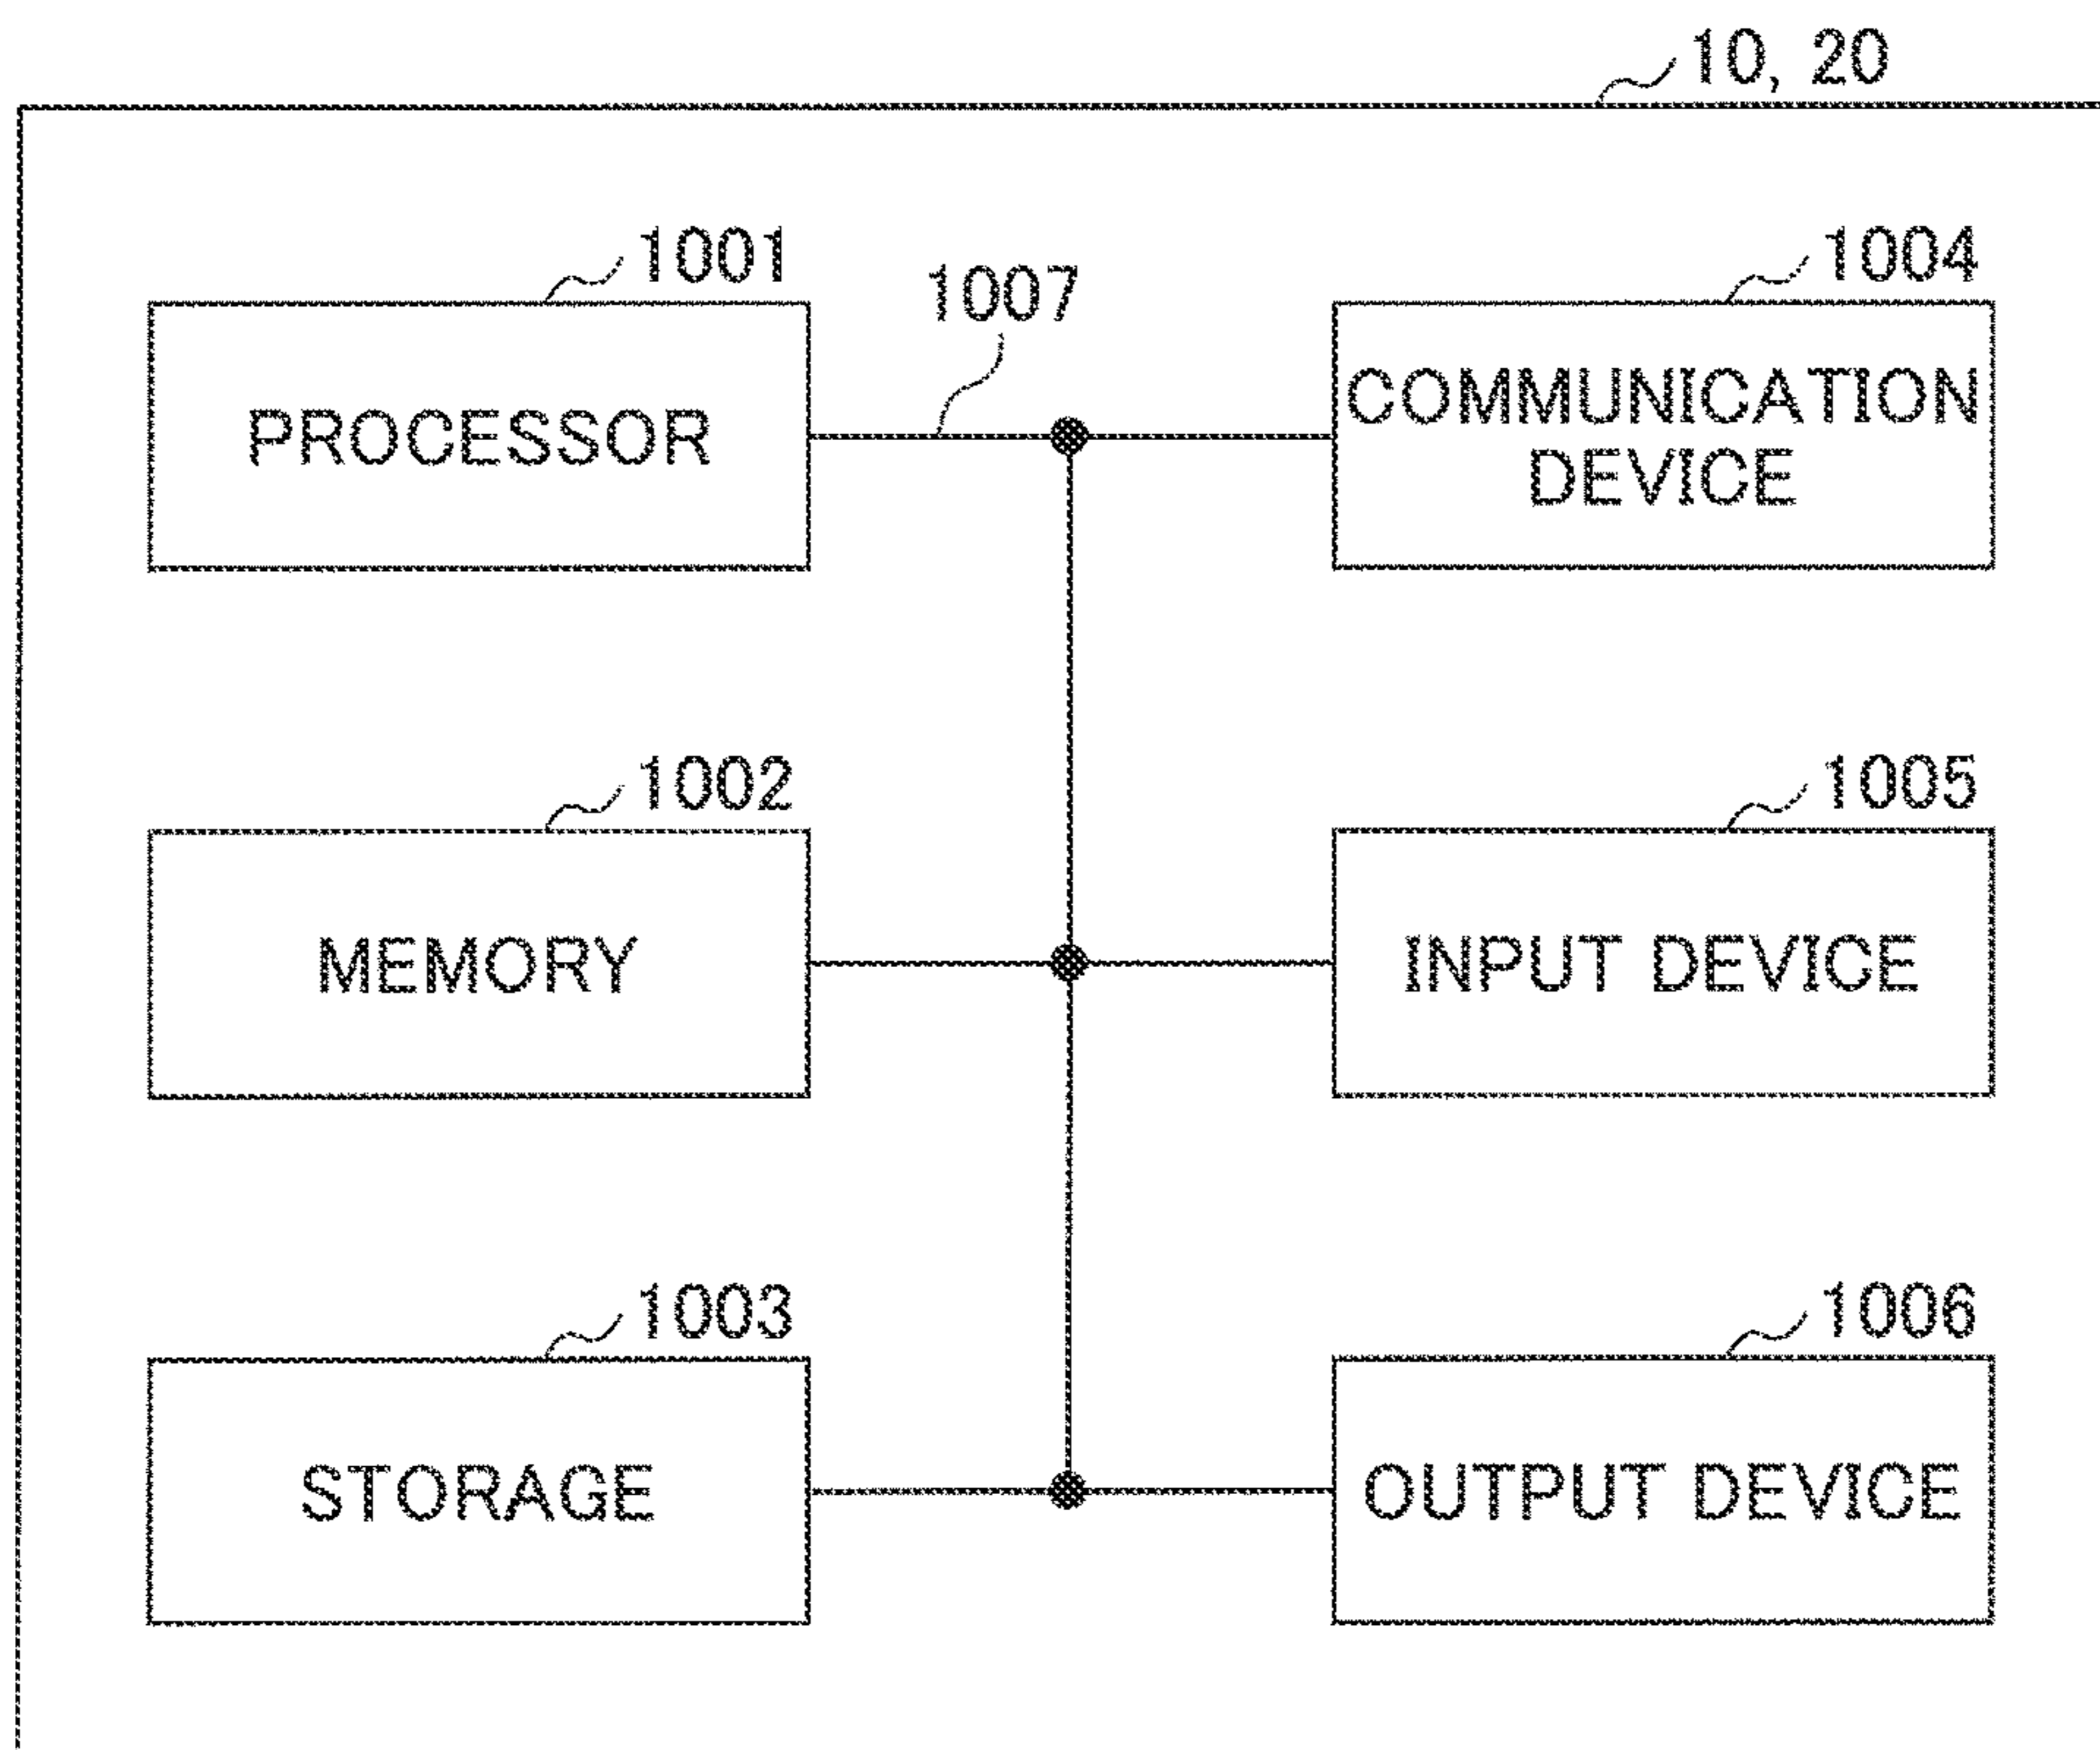 10, 20
1001
1007
1004
PROCESSOR
COMMUNICATION
DEVICE
1002
1005
MEMORY
INPUT DEVICE
1003
1006
STORAGE
OUTPUT DEVICE